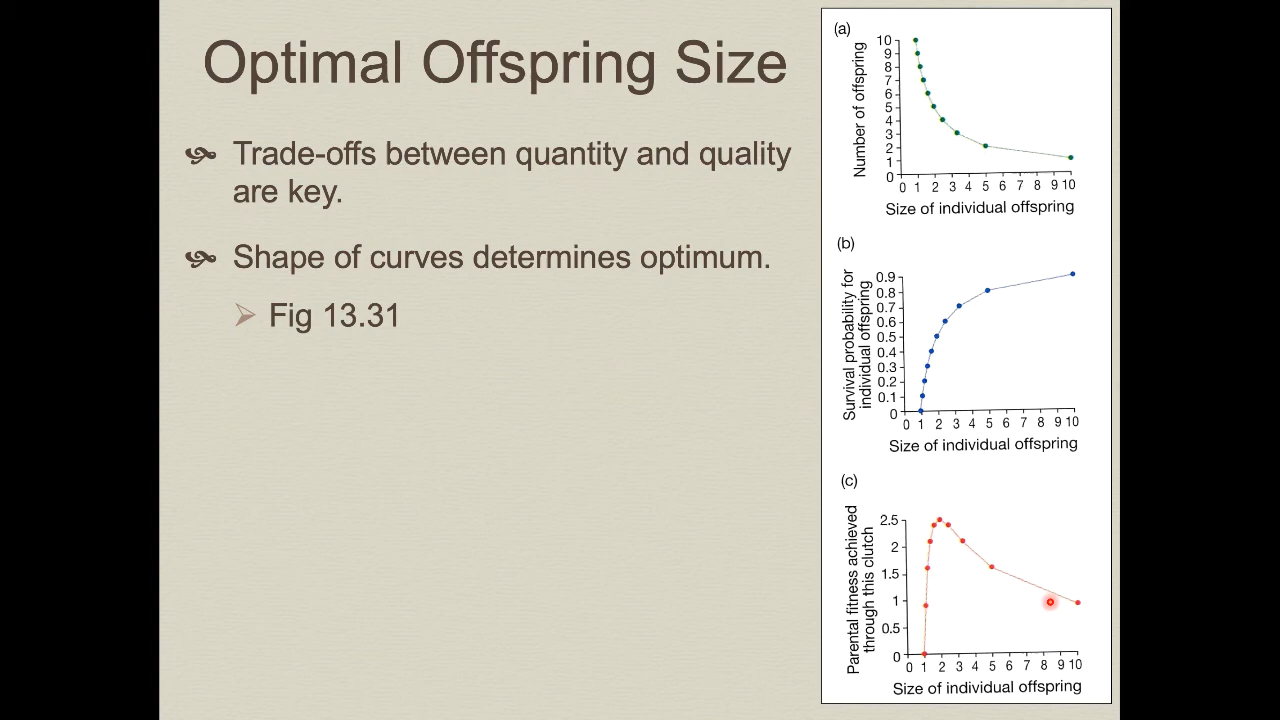 Optimal Offspring Size
Trade-offs between quantity and quality
are key.
Shape of curves determines optimum.
Fig 13.31
(a)
Number of offspring
10
9
8
7
6
5
4
3
2
1
0
0 1 2 3 4 5 6 7 8 9 10
Size of individual offspring
(b)
Survival probability for
individual offspring
0.9
0.8
0.7
0.6
0.5
0.4
0.3
0.2
0.1
0
0 1 2 3 4 5 6 7 8 9 10
Size of individual offspring
(c)
Parental fitness achieved
through this clutch
2.5
2
1.5
1
0.5
0
0 1 2 3 4 5 6 7 8 9 10
Size of individual offspring